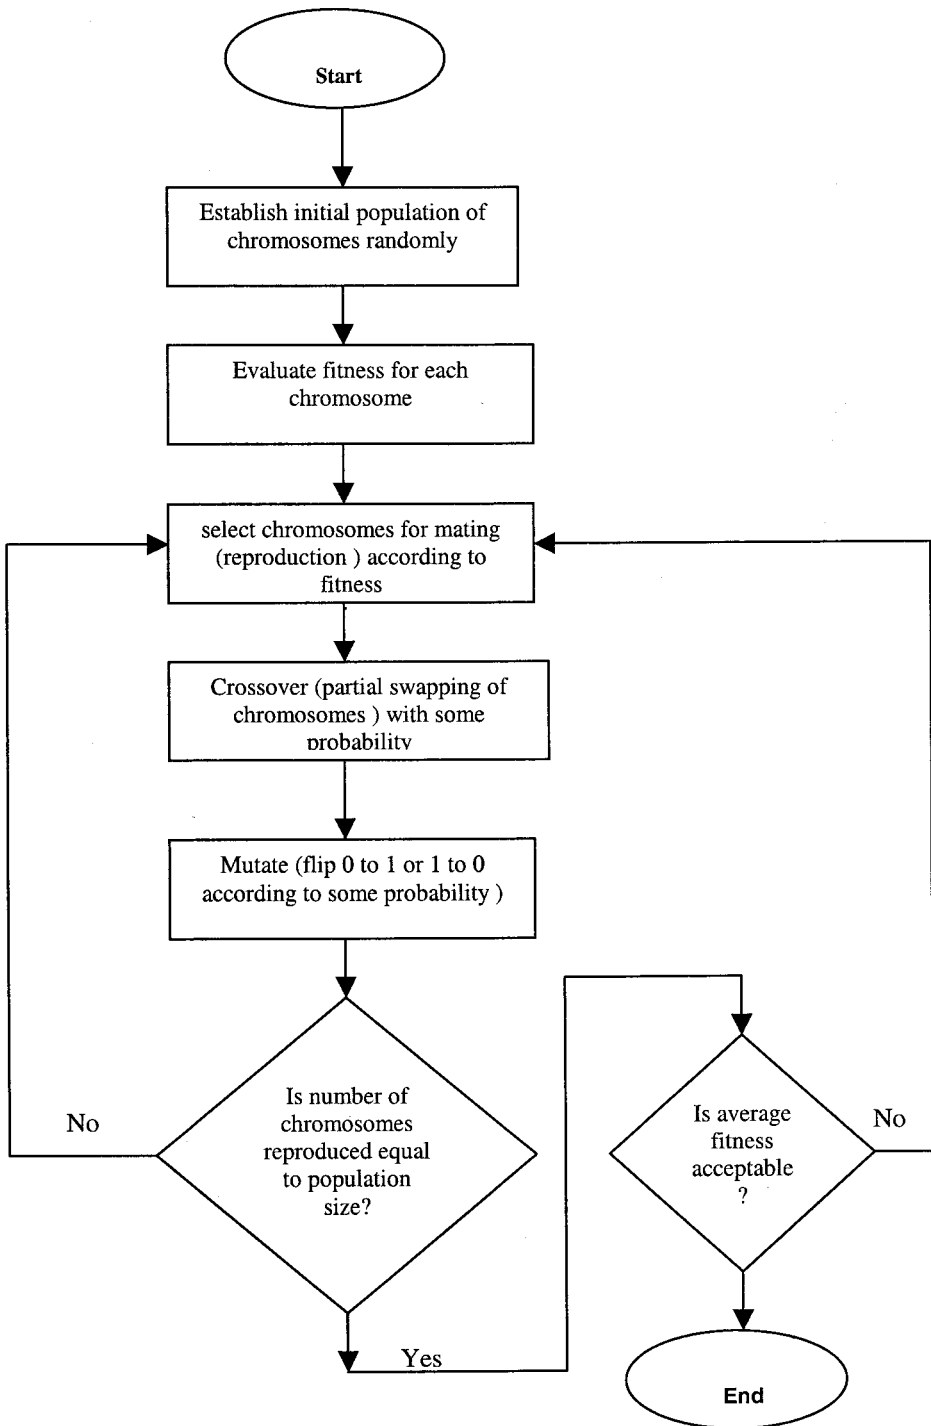 Start
Establish initial population of
chromosomes randomly
Evaluate fitness for each
chromosome
select chromosomes for mating
(reproduction ) according to
fitness
Crossover (partial swapping of
chromosomes ) with some
probability
Mutate (flip 0 to 1 or 1 to 0
according to some probability )
Is number of
chromosomes
reproduced equal
to population
size?
No
Yes
Is average
fitness
acceptable
?
No
End